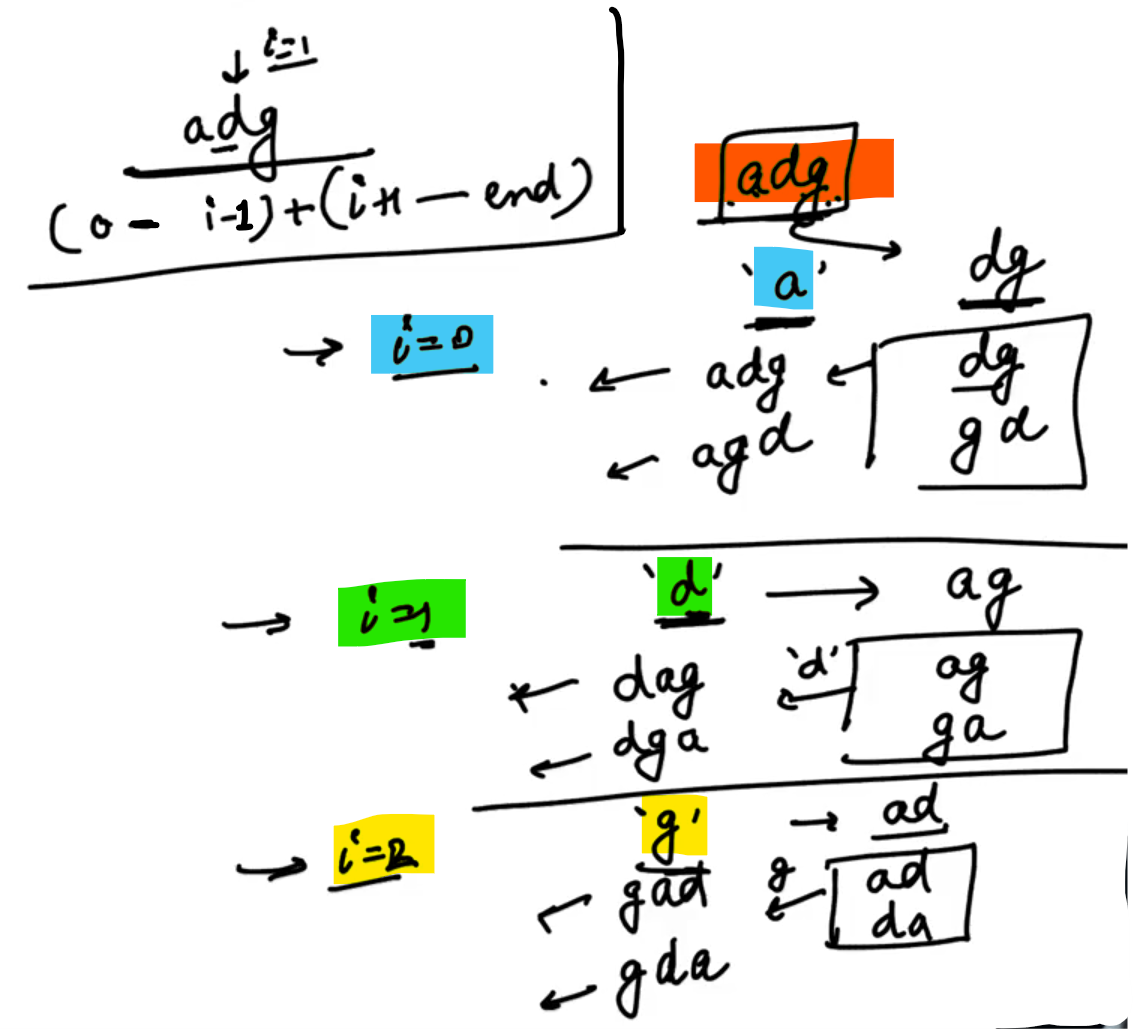 i=1
adg
(0 - i-1) + (i+1 — end)
adg
dg
'a'
i=0
adg
dg
agd
gd
i=1
'd'
ag
dag
'd'
ag
dga
ga
i=2
'g'
ad
gad
g
ad
da
gda